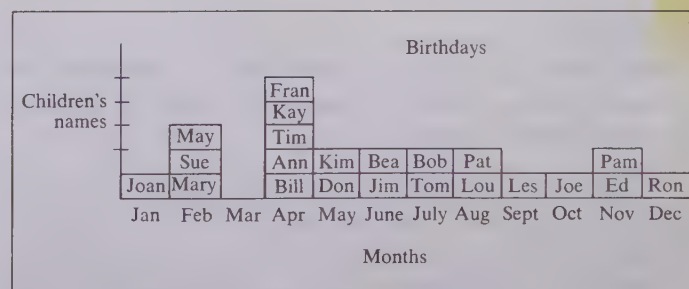 Birthdays
Children's
names
Fran
Kay
May Tim
Sue Ann Kim Bea Bob Pat Pam
Joan Mary Bill Don Jim Tom Lou Les Joe Ed Ron
Jan Feb Mar Apr May June July Aug Sept Oct Nov Dec
Months